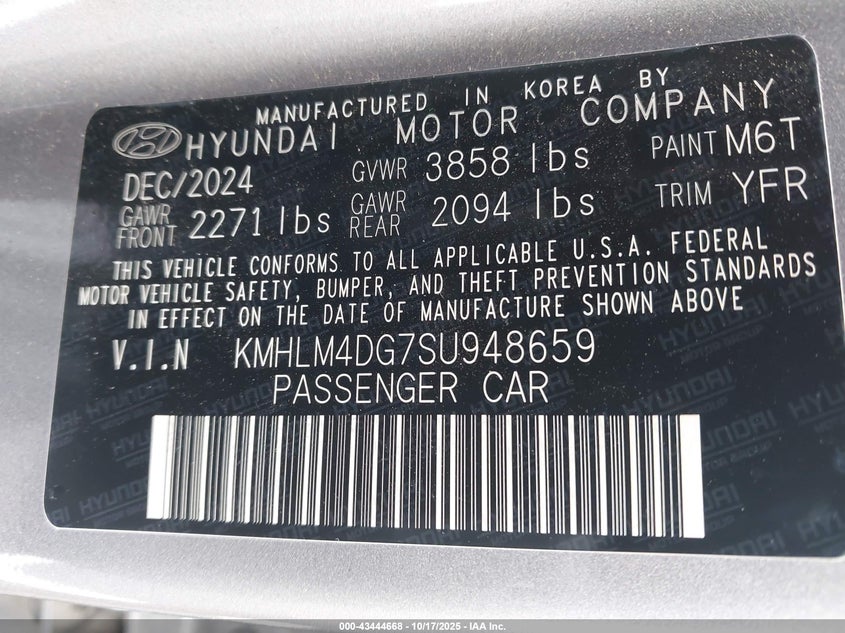 MANUFACTURED IN KOREA BY
HYUNDAI MOTOR COMPANY
DEC/2024 GVWR 3858 lbs PAINT M6T
GAWR FRONT 2271 lbs GAWR REAR 2094 lbs TRIM YFR
THIS VEHICLE CONFORMS TO ALL APPLICABLE U.S.A. FEDERAL
MOTOR VEHICLE SAFETY, BUMPER, AND THEFT PREVENTION STANDARDS
IN EFFECT ON THE DATE OF MANUFACTURE SHOWN ABOVE
V.I.N KMHLM4DG7SU948659
PASSENGER CAR
000-43444668 - 10/17/2025 - IAA Inc.